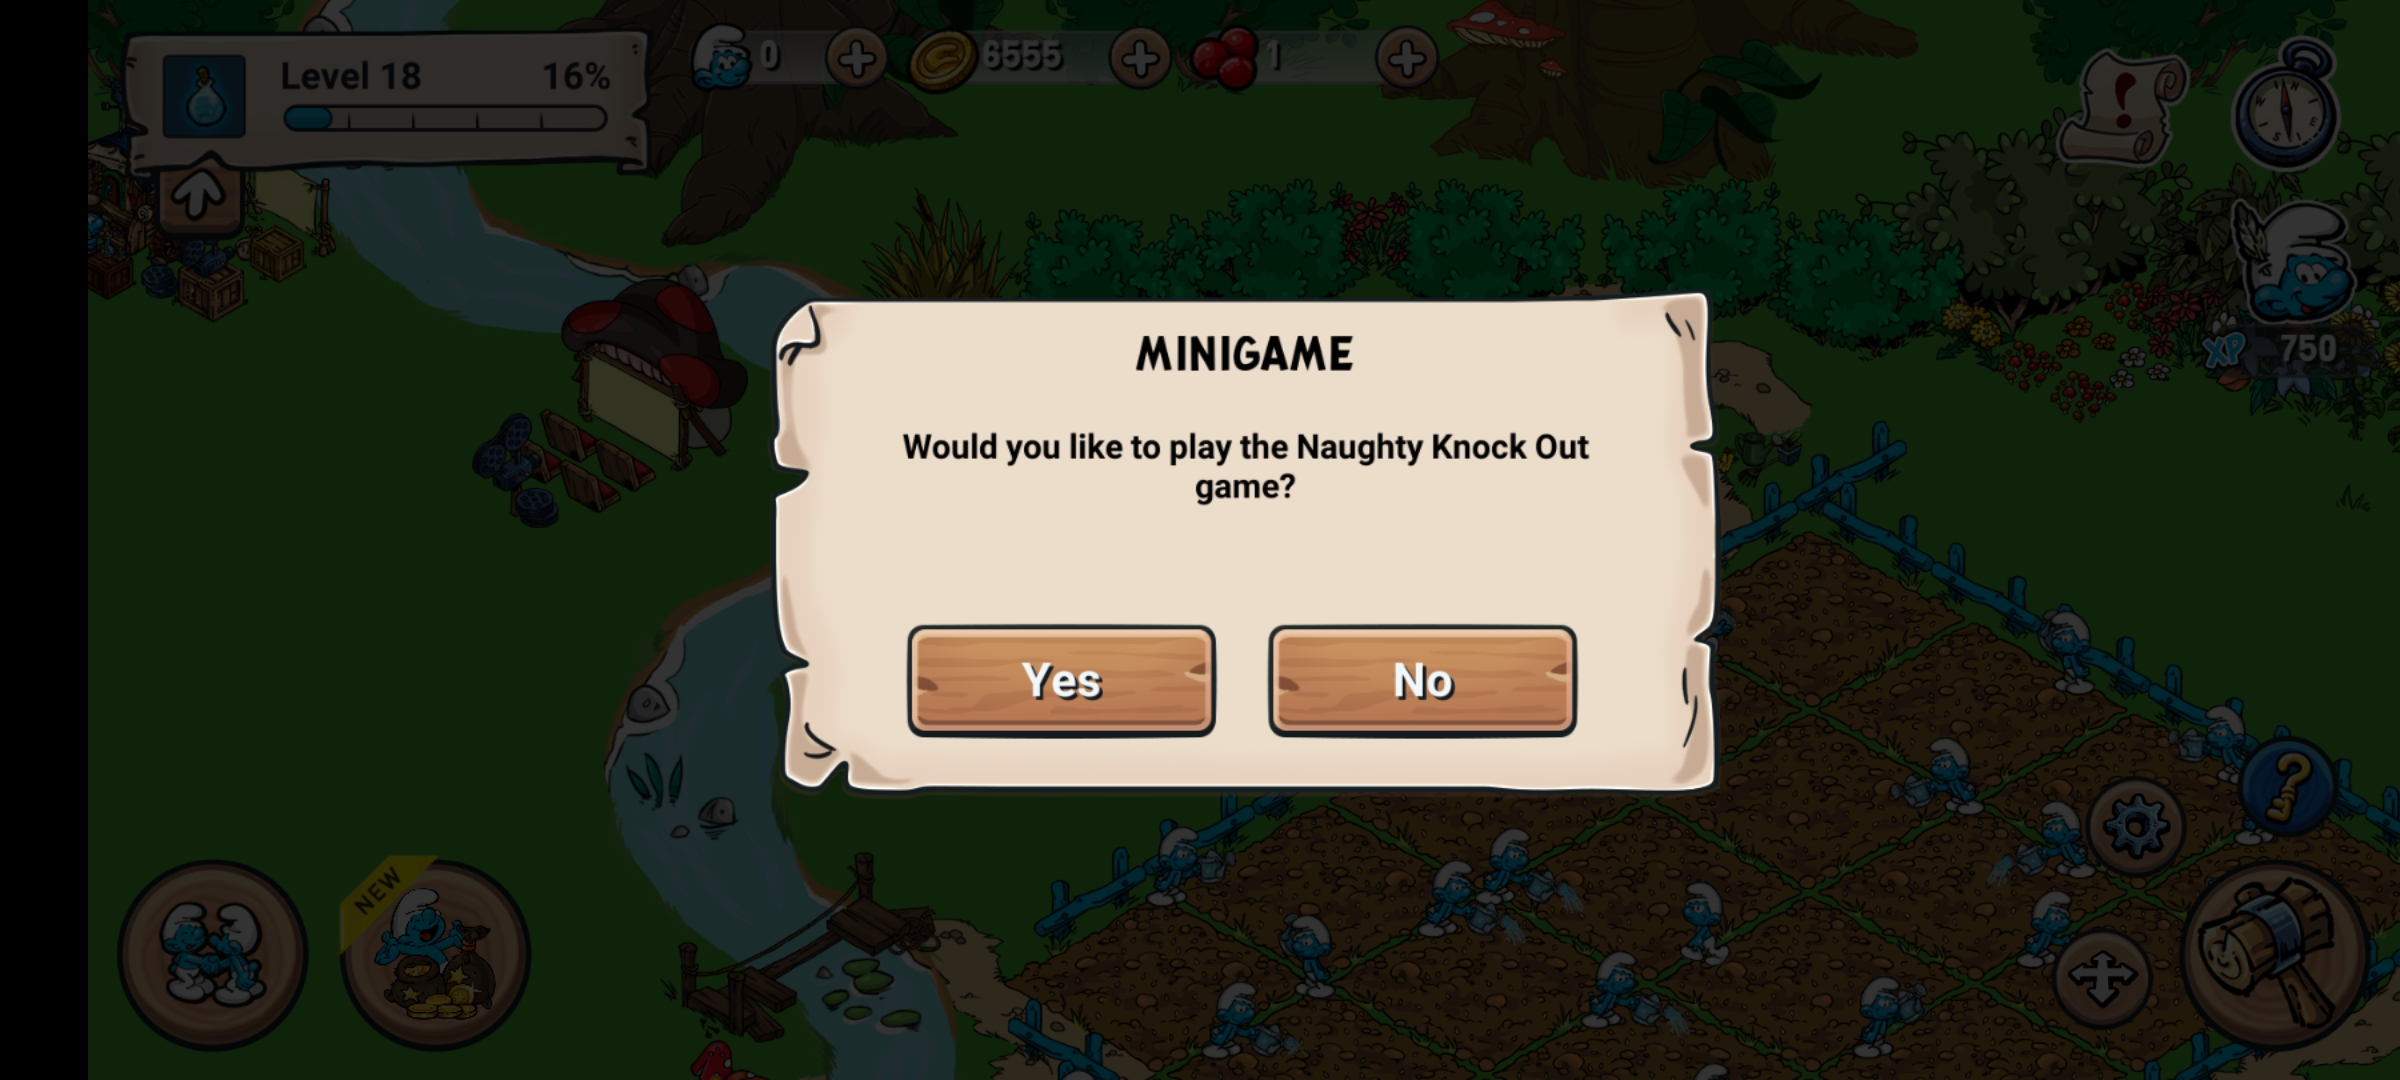 Level 18 16%
0
6555
1
XP 750
MINIGAME
Would you like to play the Naughty Knock Out
game?
Yes
No
NEW